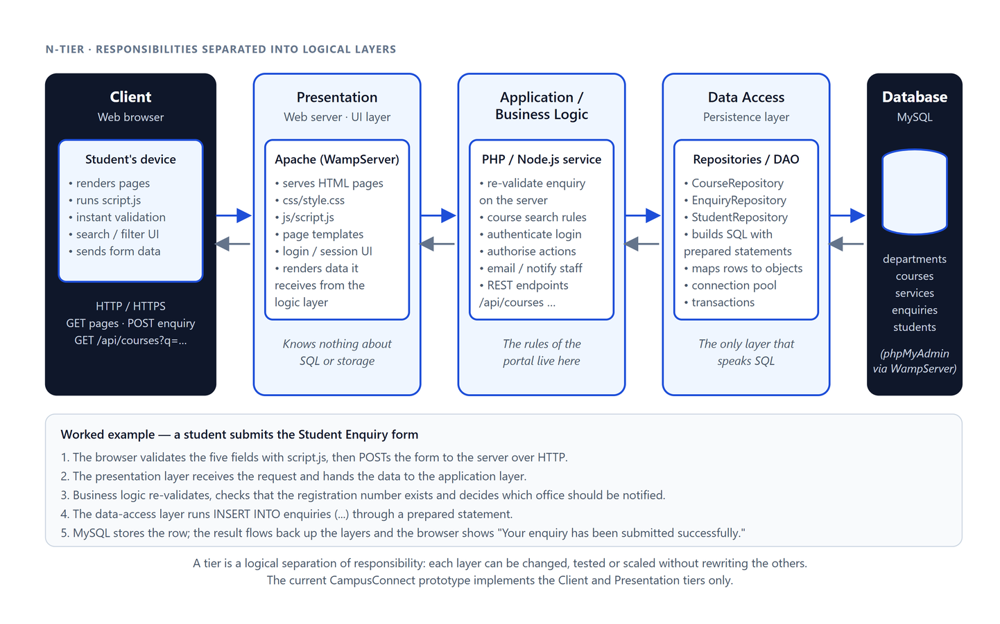 N-TIER · RESPONSIBILITIES SEPARATED INTO LOGICAL LAYERS
Client
Web browser
Student's device
• renders pages
• runs script.js
• instant validation
• search / filter UI
• sends form data
HTTP / HTTPS
GET pages · POST enquiry
GET /api/courses?q=...
Presentation
Web server · UI layer
Apache (WampServer)
• serves HTML pages
• css/style.css
• js/script.js
• page templates
• login / session UI
• renders data it
receives from the
logic layer
Knows nothing about
SQL or storage
Application /
Business Logic
PHP / Node.js service
• re-validate enquiry
on the server
• course search rules
• authenticate login
• authorise actions
• email / notify staff
• REST endpoints
/api/courses ...
The rules of the
portal live here
Data Access
Persistence layer
Repositories / DAO
• CourseRepository
• EnquiryRepository
• StudentRepository
• builds SQL with
prepared statements
• maps rows to objects
• connection pool
• transactions
The only layer that
speaks SQL
Database
MySQL
departments
courses
services
enquiries
students
(phpMyAdmin
via WampServer)
Worked example — a student submits the Student Enquiry form
1. The browser validates the five fields with script.js, then POSTs the form to the server over HTTP.
2. The presentation layer receives the request and hands the data to the application layer.
3. Business logic re-validates, checks that the registration number exists and decides which office should be notified.
4. The data-access layer runs INSERT INTO enquiries (...) through a prepared statement.
5. MySQL stores the row; the result flows back up the layers and the browser shows "Your enquiry has been submitted successfully."
A tier is a logical separation of responsibility: each layer can be changed, tested or scaled without rewriting the others.
The current CampusConnect prototype implements the Client and Presentation tiers only.